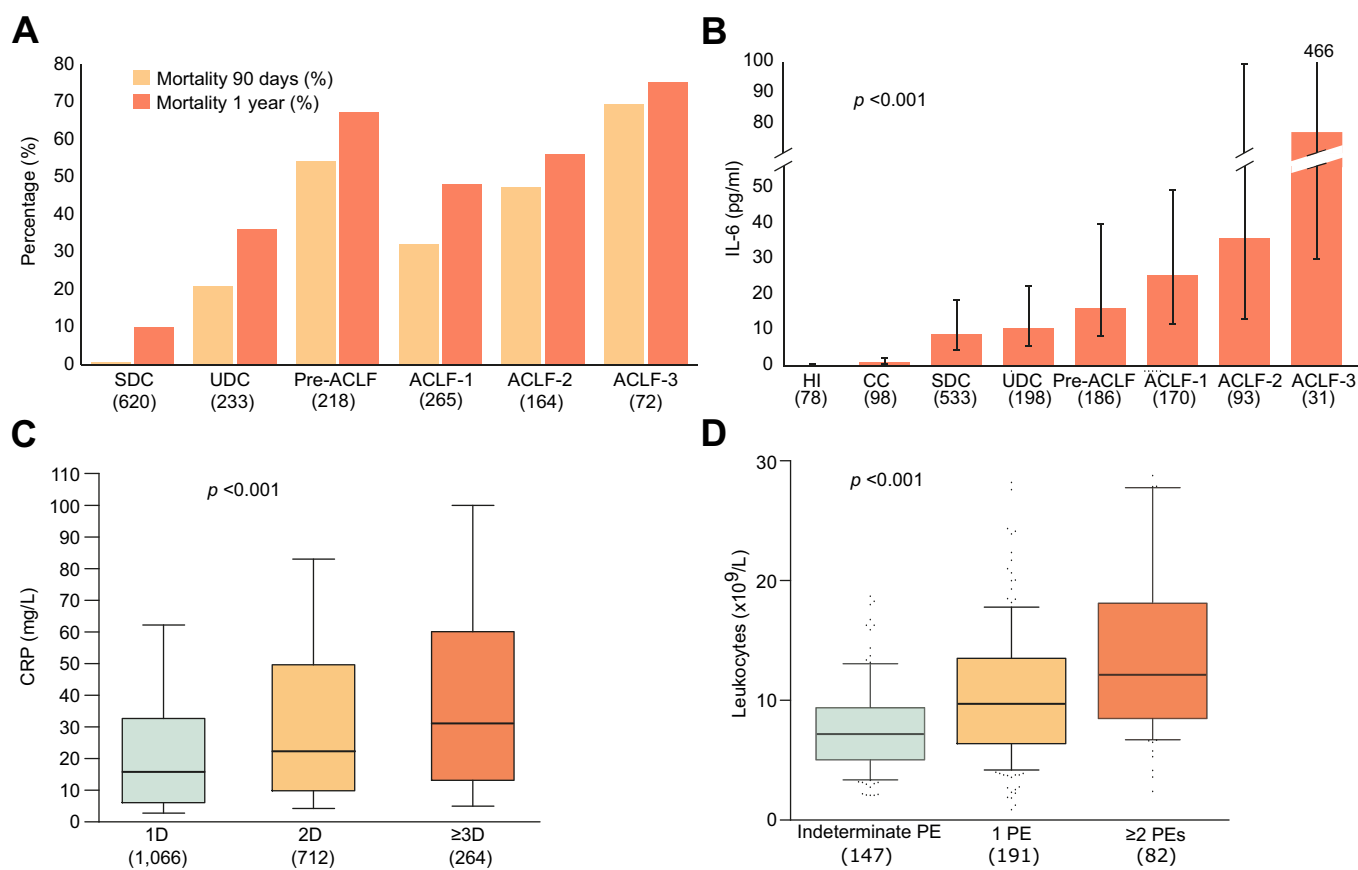 A
80
70
60
50
40
30
20
10
0
Percentage (%)
Mortality 90 days (%)
Mortality 1 year (%)
SDC UDC Pre-ACLF ACLF-1 ACLF-2 ACLF-3
(620) (233) (218) (265) (164) (72)
B
466
100
90
80
50
40
30
20
10
0
IL-6 (pg/ml)
p <0.001
HI CC SDC UDC Pre-ACLF ACLF-1 ACLF-2 ACLF-3
(78) (98) (533) (198) (186) (170) (93) (31)
C
110
100
90
80
70
60
50
40
30
20
10
0
CRP (mg/L)
p <0.001
1D 2D ≥3D
(1,066) (712) (264)
D
30
20
10
0
Leukocytes (x10⁹/L)
p <0.001
Indeterminate PE 1 PE ≥2 PEs
(147) (191) (82)